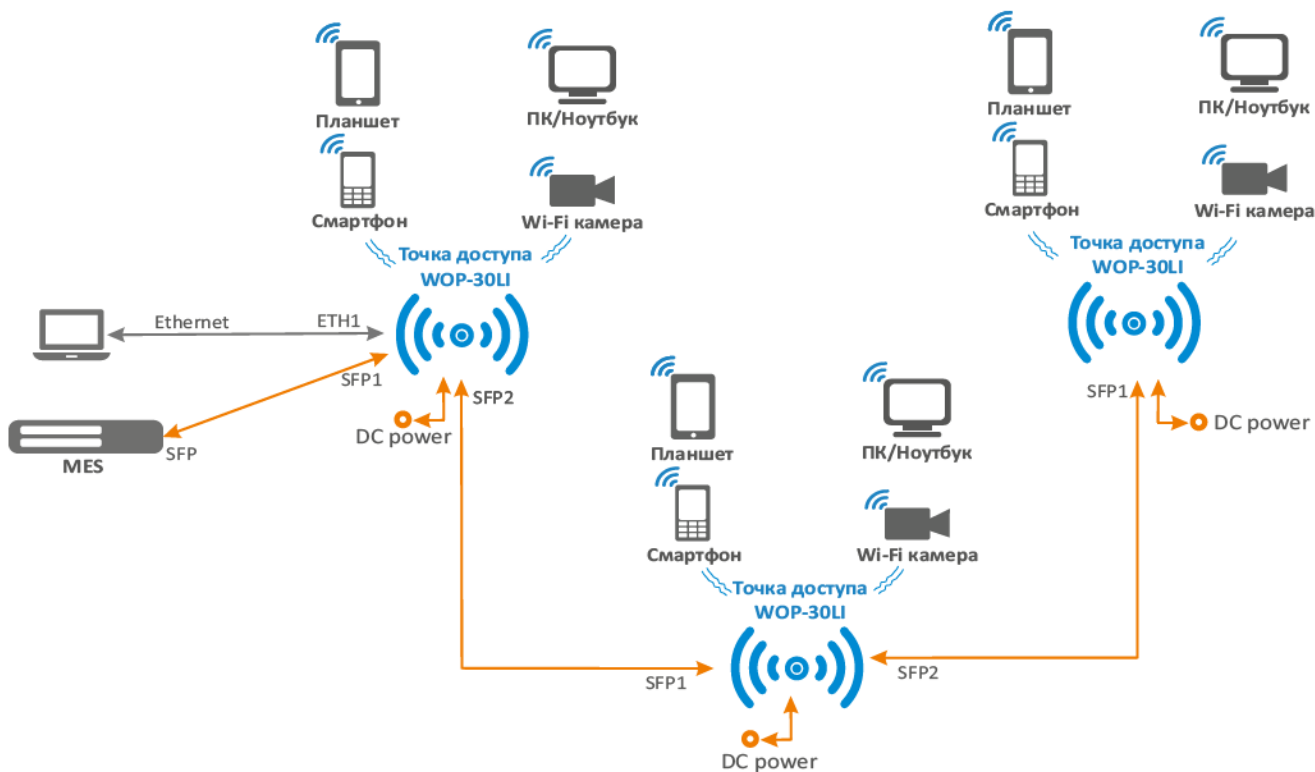 Планшет
ПК/Ноутбук
Смартфон
Wi-Fi камера
Точка доступа
WOP-30LI
Ethernet
ETH1
SFP1
SFP2
DC power
SFP
MES
Планшет
ПК/Ноутбук
Смартфон
Wi-Fi камера
Точка доступа
WOP-30LI
SFP1
DC power
Планшет
ПК/Ноутбук
Смартфон
Wi-Fi камера
Точка доступа
WOP-30LI
SFP1
SFP2
DC power